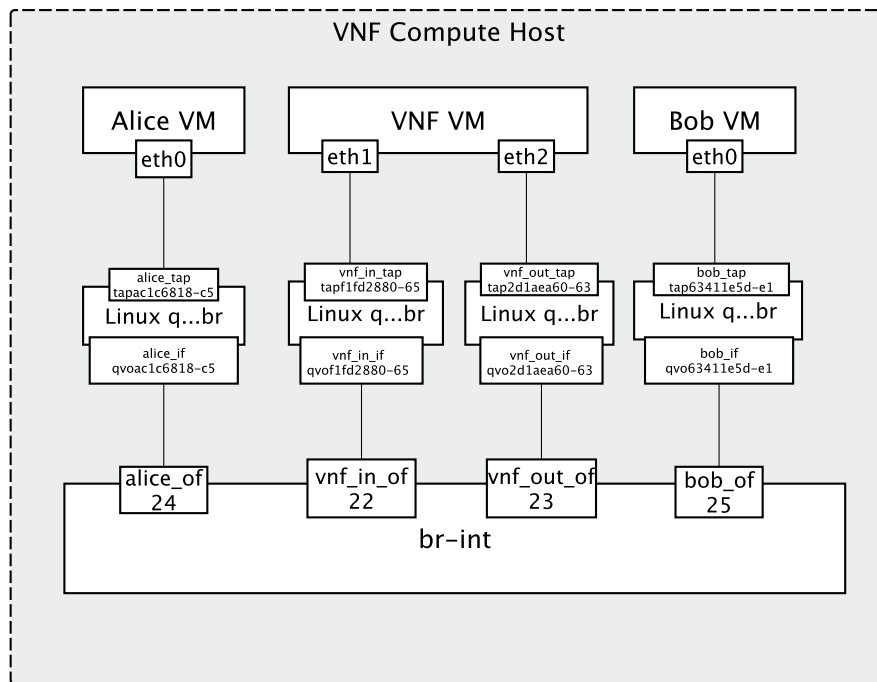 VNF Compute Host
Alice VM
VNF VM
Bob VM
eth0
eth1
eth2
eth0
alice_tap
tapac1c6818-c5
vnf_in_tap
tapf1fd2880-65
vnf_out_tap
tap2d1aea60-63
bob_tap
tap63411e5d-e1
Linux q...br
Linux q...br
Linux q...br
Linux q...br
alice_if
qvoac1c6818-c5
vnf_in_if
qvof1fd2880-65
vnf_out_if
qvo2d1aea60-63
bob_if
qvo63411e5d-e1
alice_of
24
vnf_in_of
22
vnf_out_of
23
bob_of
25
br-int